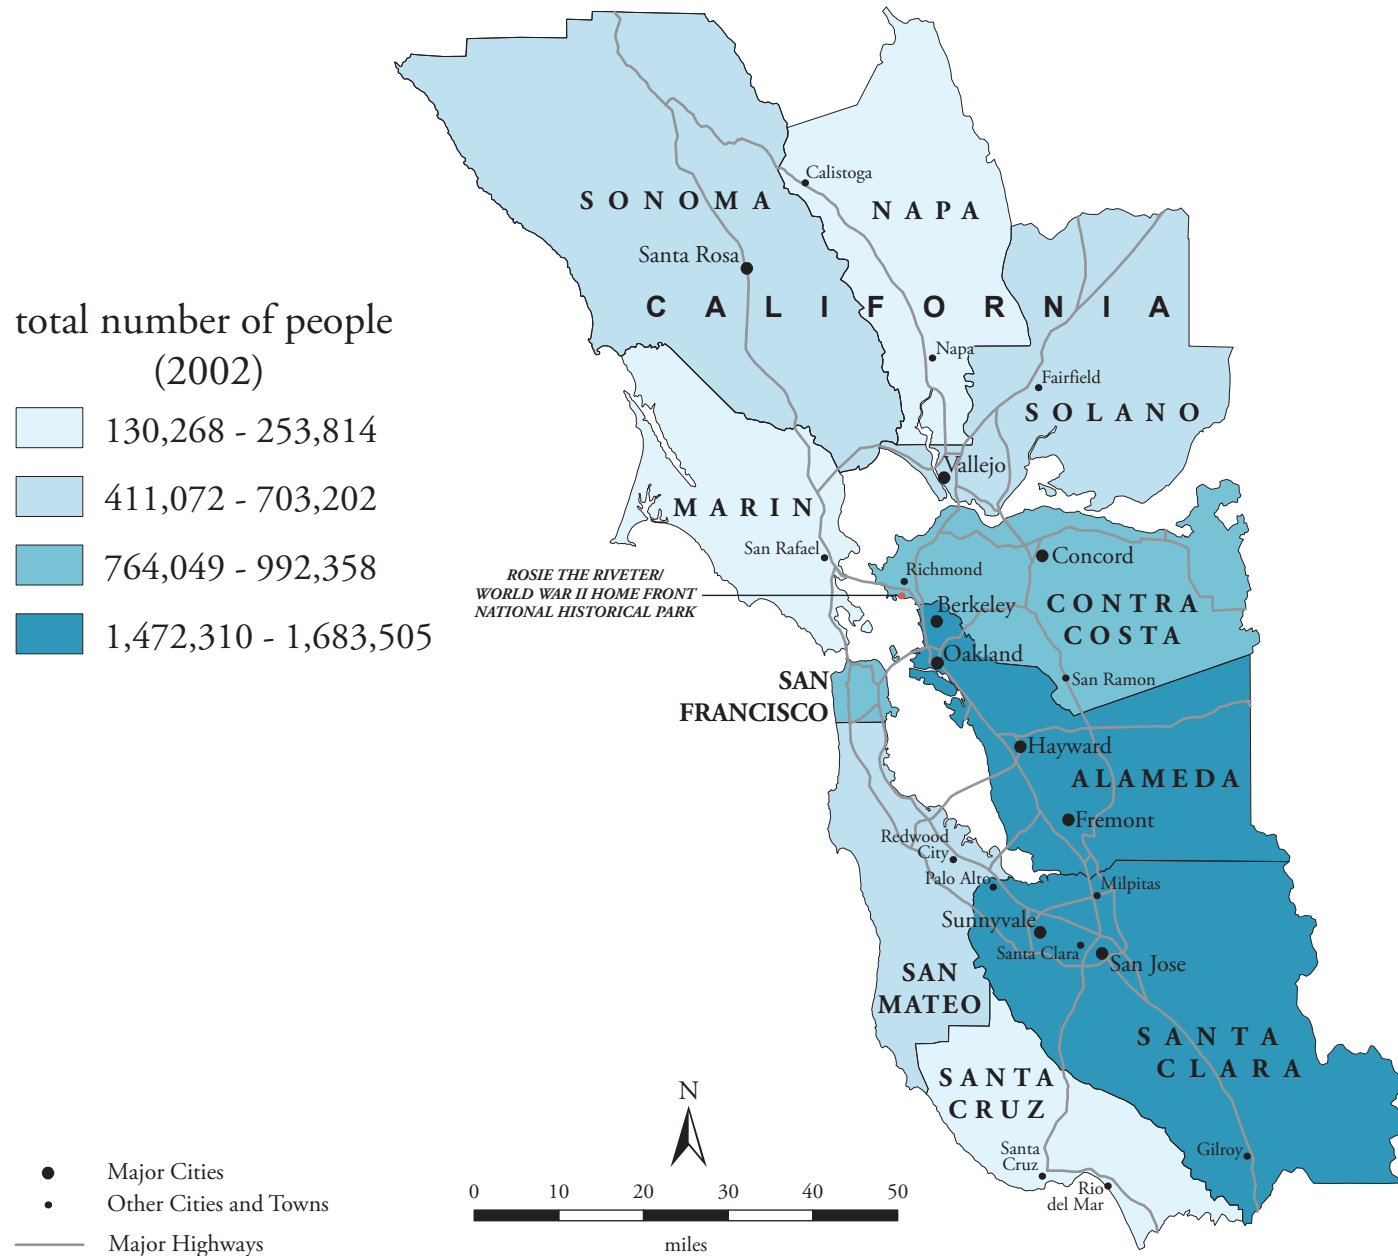 total number of people
(2002)
130,268 - 253,814
411,072 - 703,202
764,049 - 992,358
1,472,310 - 1,683,505
Calistoga
SONOMA
NAPA
Santa Rosa
CALIFORNIA
Napa
Fairfield
SOLANO
Vallejo
MARIN
San Rafael
Concord
Richmond
ROSIE THE RIVETER/
WORLD WAR II HOME FRONT
NATIONAL HISTORICAL PARK
Berkeley
CONTRA
COSTA
Oakland
San Ramon
SAN
FRANCISCO
Hayward
ALAMEDA
Fremont
Redwood
City
Palo Alto
Milpitas
Sunnyvale
Santa Clara
San Jose
SAN
MATEO
SANTA
CLARA
SANTA
CRUZ
Santa
Cruz
Rio
del Mar
Gilroy
N
0 10 20 30 40 50
miles
Major Cities
Other Cities and Towns
Major Highways